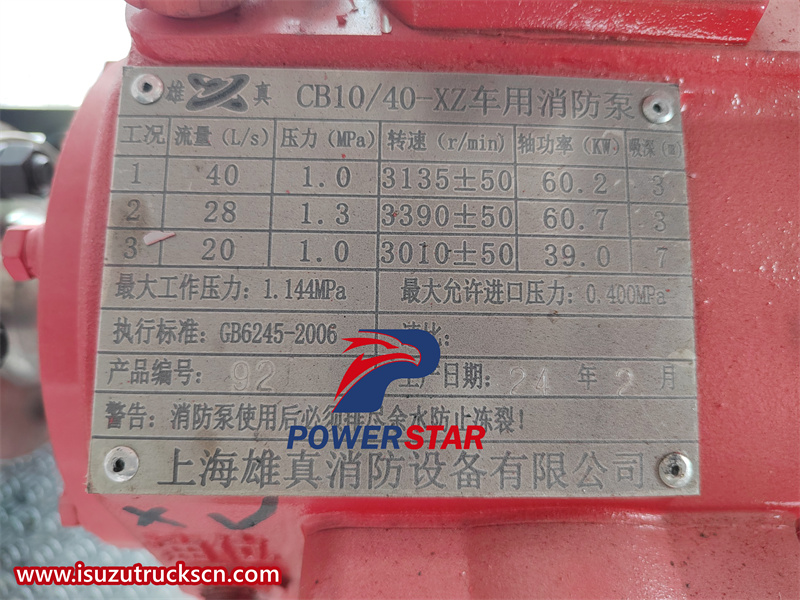 雄 真 CB10/40-XZ车用消防泵
工况 流量 (L/s) 压力 (MPa) 转速 (r/min) 轴功率 (KW) 吸深 (m)
1 40 1.0 3135±50 60.2 3
2 28 1.3 3390±50 60.7 3
3 20 1.0 3010±50 39.0 7
最大工作压力: 1.144MPa 最大允许进口压力: 0.400MPa
执行标准: GB6245-2006 速比:
产品编号: 92 生产日期: 24 年 2 月
警告: 消防泵使用后必须排尽余水防止冻裂!
POWERSTAR
上海雄真消防设备有限公司
www.isuzutruckscn.com